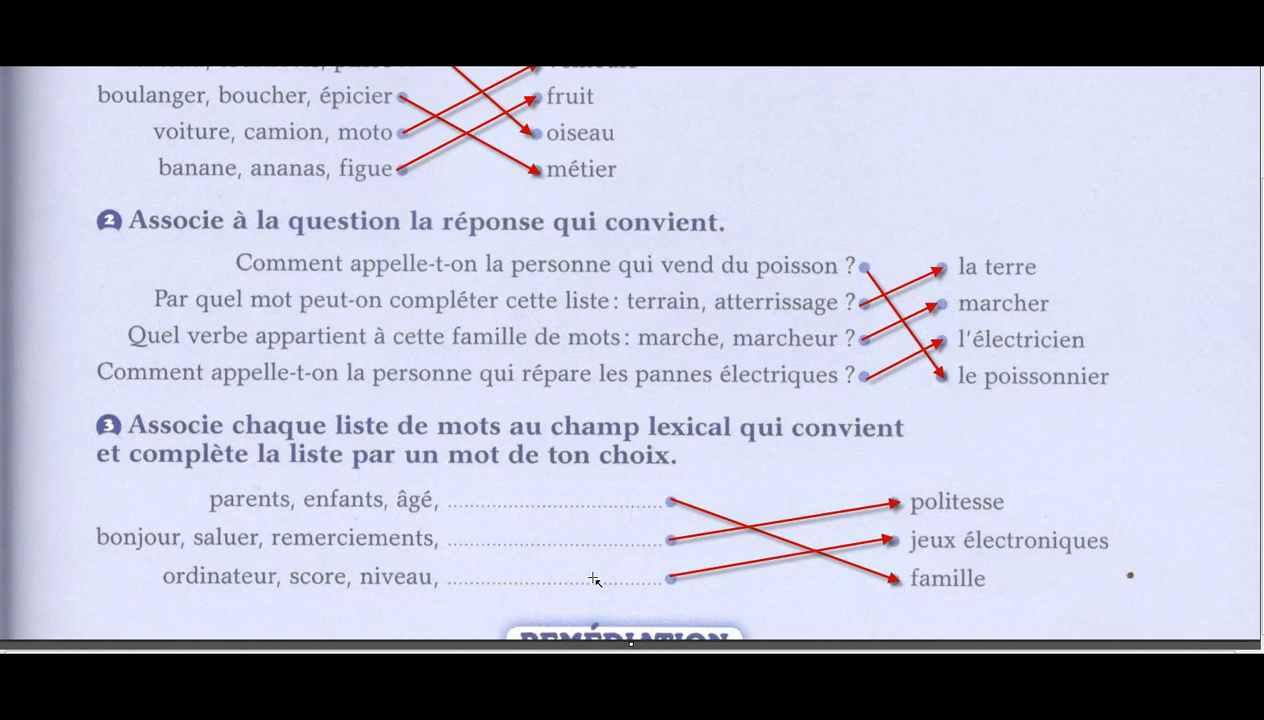 boulanger, boucher, épicier
fruit
voiture, camion, moto
oiseau
banane, ananas, figue
métier
2 Associe à la question la réponse qui convient.
Comment appelle-t-on la personne qui vend du poisson ?
la terre
Par quel mot peut-on compléter cette liste : terrain, atterrissage ?
marcher
Quel verbe appartient à cette famille de mots : marche, marcheur ?
l'électricien
Comment appelle-t-on la personne qui répare les pannes électriques ?
le poissonnier
3 Associe chaque liste de mots au champ lexical qui convient
et complète la liste par un mot de ton choix.
parents, enfants, âgé, ........................................
politesse
bonjour, saluer, remerciements, ........................................
jeux électroniques
ordinateur, score, niveau, ........................................
famille
REMÉDIATION